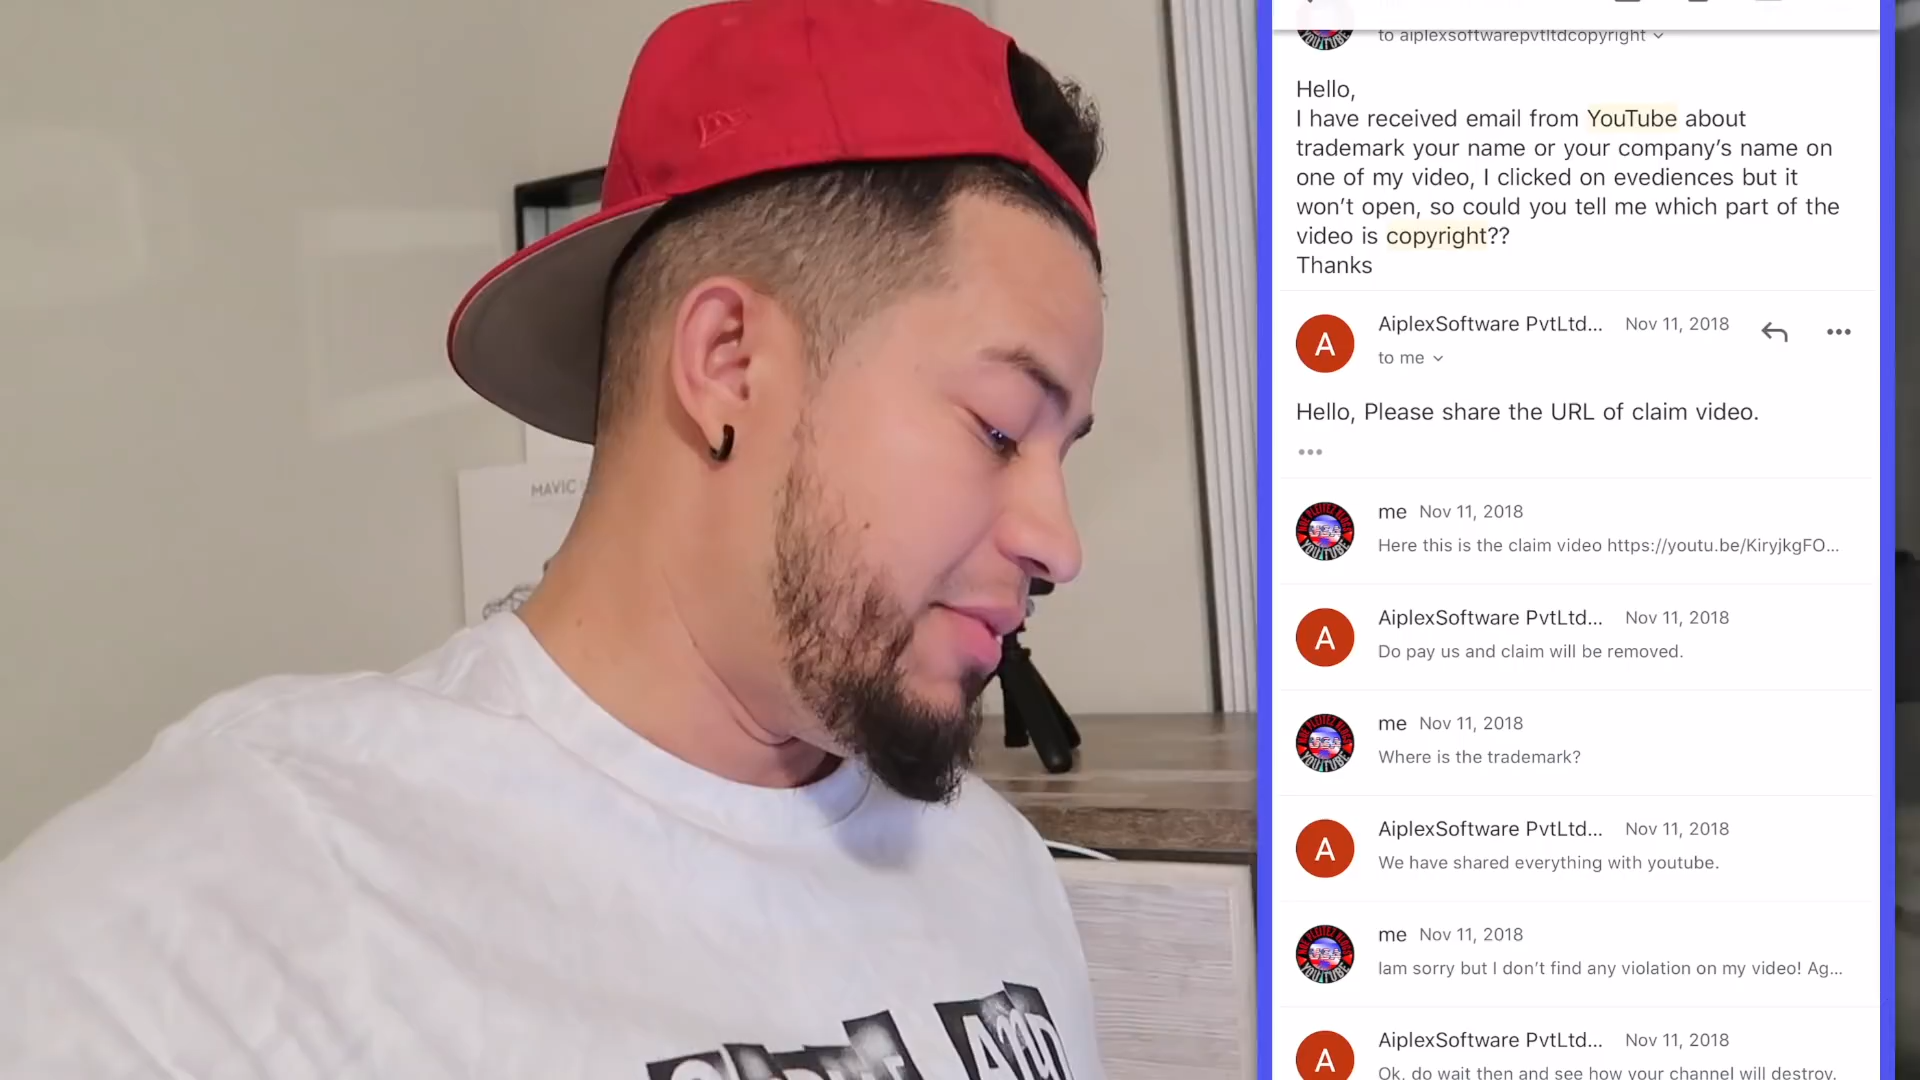 to aiplexsoftwarepvtltdcopyright
Hello,
I have received email from YouTube about
trademark your name or your company's name on
one of my video, I clicked on evediences but it
won't open, so could you tell me which part of the
video is copyright??
Thanks
AiplexSoftware PvtLtd... Nov 11, 2018
A
to me
Hello, Please share the URL of claim video.
me Nov 11, 2018
Here this is the claim video https://youtu.be/KiryjkgFO...
AiplexSoftware PvtLtd... Nov 11, 2018
A
Do pay us and claim will be removed.
me Nov 11, 2018
Where is the trademark?
AiplexSoftware PvtLtd... Nov 11, 2018
A
We have shared everything with youtube.
me Nov 11, 2018
Iam sorry but I don't find any violation on my video! Ag...
AiplexSoftware PvtLtd... Nov 11, 2018
A
Ok, do wait then and see how your channel will destroy.
MAVIC